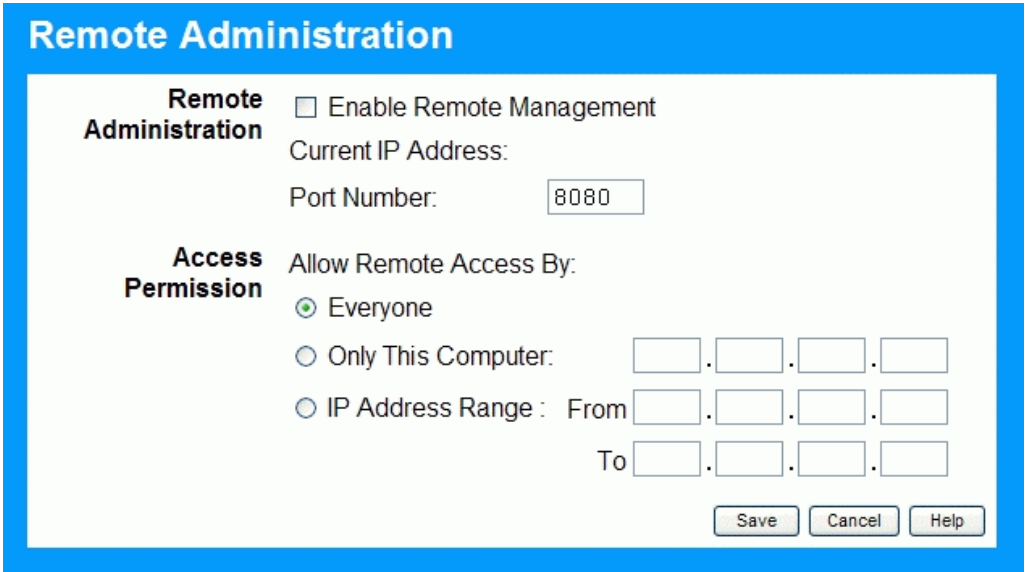 Remote Administration
Remote
Administration
Enable Remote Management
Current IP Address:
Port Number: 8080
Access
Permission
Allow Remote Access By:
Everyone
Only This Computer: . . .
IP Address Range : From . . .
To . . .
Save Cancel Help